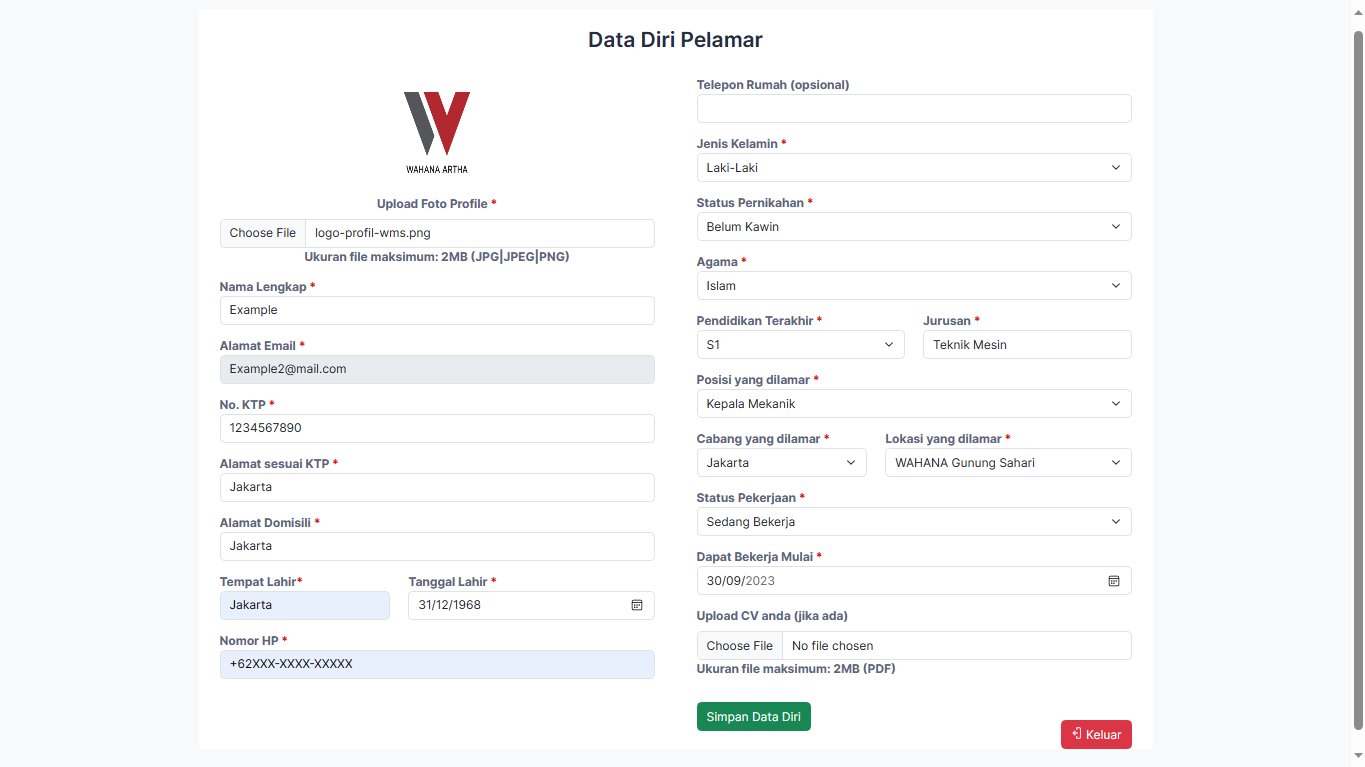 Data Diri Pelamar
WAHANA ARTHA
Upload Foto Profile *
Choose File logo-profil-wms.png
Ukuran file maksimum: 2MB (JPG|JPEG|PNG)
Nama Lengkap *
Example
Alamat Email *
Example2@mail.com
No. KTP *
1234567890
Alamat sesuai KTP *
Jakarta
Alamat Domisili *
Jakarta
Tempat Lahir* Tanggal Lahir *
Jakarta 31/12/1968
Nomor HP *
+62XXX-XXXX-XXXXX
Telepon Rumah (opsional)
Jenis Kelamin *
Laki-Laki
Status Pernikahan *
Belum Kawin
Agama *
Islam
Pendidikan Terakhir * Jurusan *
S1 Teknik Mesin
Posisi yang dilamar *
Kepala Mekanik
Cabang yang dilamar * Lokasi yang dilamar *
Jakarta WAHANA Gunung Sahari
Status Pekerjaan *
Sedang Bekerja
Dapat Bekerja Mulai *
30/09/2023
Upload CV anda (jika ada)
Choose File No file chosen
Ukuran file maksimum: 2MB (PDF)
Simpan Data Diri
Keluar